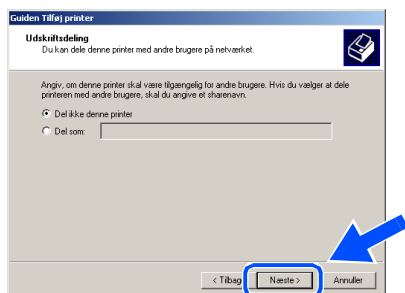 Guiden Tilføj printer
Udskriftsdeling
Du kan dele denne printer med andre brugere på netværket.
Angiv, om denne printer skal være tilgængelig for andre brugere. Hvis du vælger at dele
printeren med andre brugere, skal du angive et sharenavn.
Del ikke denne printer
Del som:
< Tilbag Næste > Annuller